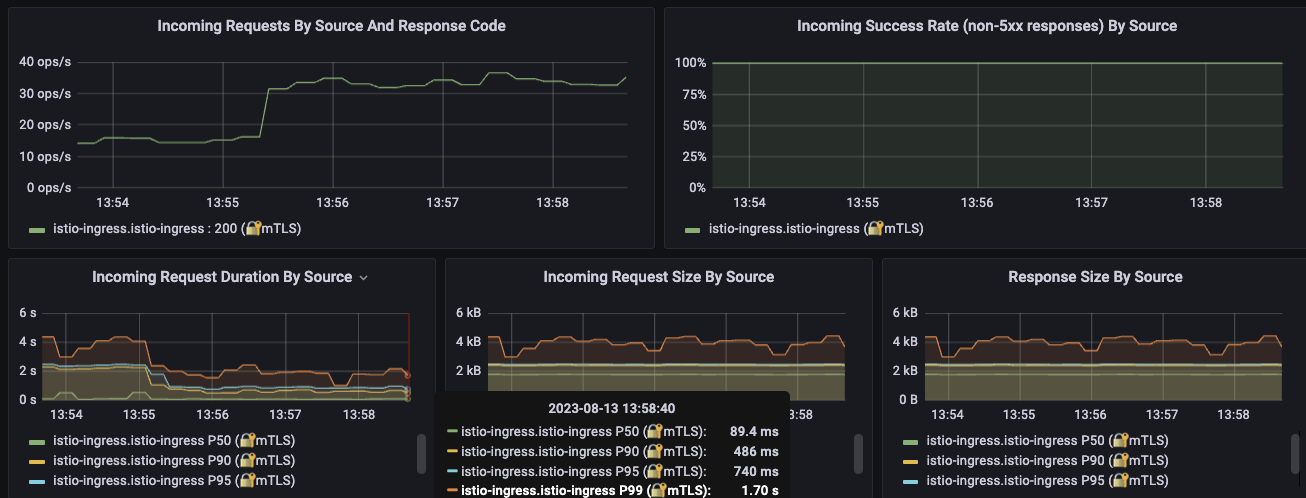 Incoming Requests By Source And Response Code
40 ops/s
30 ops/s
20 ops/s
10 ops/s
0 ops/s
13:54 13:55 13:56 13:57 13:58
istio-ingress.istio-ingress : 200 (🔐mTLS)
Incoming Success Rate (non-5xx responses) By Source
100%
75%
50%
25%
0%
13:54 13:55 13:56 13:57 13:58
istio-ingress.istio-ingress (🔐mTLS)
Incoming Request Duration By Source
6 s
4 s
2 s
0 s
13:54 13:55 13:56 13:57 13:58
istio-ingress.istio-ingress P50 (🔐mTLS)
istio-ingress.istio-ingress P90 (🔐mTLS)
istio-ingress.istio-ingress P95 (🔐mTLS)
Incoming Request Size By Source
6 kB
4 kB
2 kB
2023-08-13 13:58:40
istio-ingress.istio-ingress P50 (🔐mTLS): 89.4 ms
istio-ingress.istio-ingress P90 (🔐mTLS): 486 ms
istio-ingress.istio-ingress P95 (🔐mTLS): 740 ms
istio-ingress.istio-ingress P99 (🔐mTLS): 1.70 s
Response Size By Source
6 kB
4 kB
2 kB
0 B
13:54 13:55 13:56 13:57 13:58
istio-ingress.istio-ingress P50 (🔐mTLS)
istio-ingress.istio-ingress P90 (🔐mTLS)
istio-ingress.istio-ingress P95 (🔐mTLS)